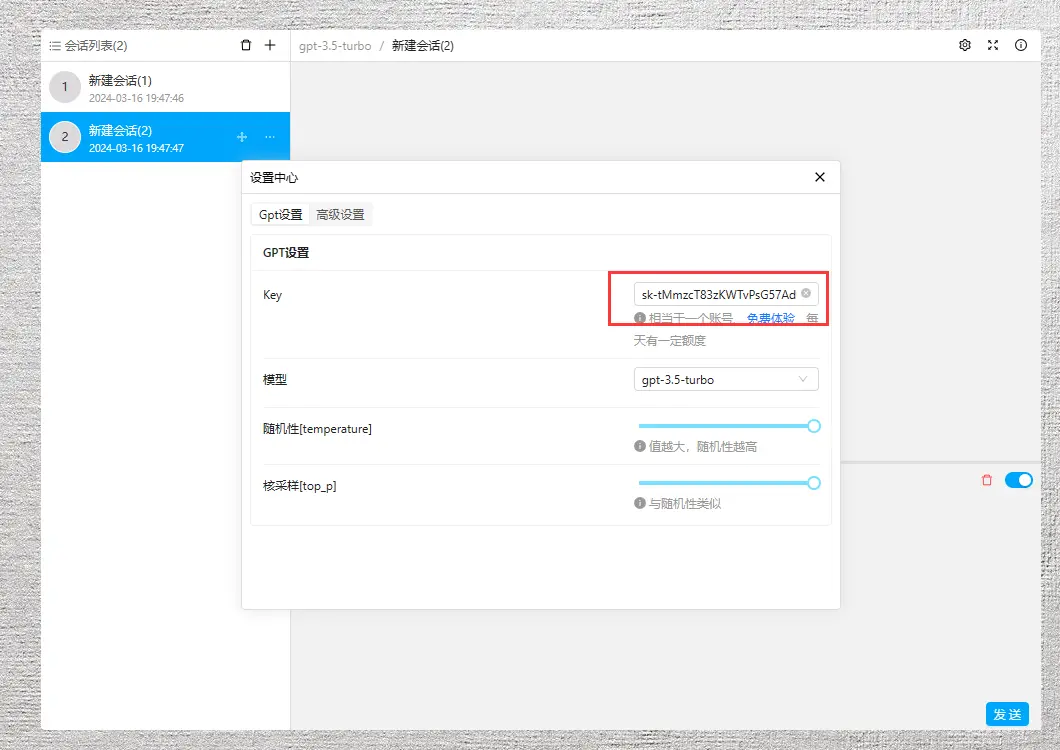 会话列表(2)
gpt-3.5-turbo / 新建会话(2)
1
新建会话(1)
2024-03-16 19:47:46
2
新建会话(2)
2024-03-16 19:47:47
设置中心
Gpt设置 高级设置
GPT设置
Key
sk-tMmzcT83zKWTvPsG57Ad
相当于一个账号, 免费体验 每
天有一定额度
模型
gpt-3.5-turbo
随机性[temperature]
值越大，随机性越高
核采样[top_p]
与随机性类似
发送